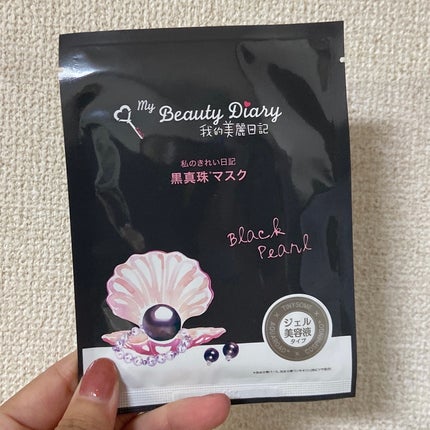 My Beauty Diary
我的美麗日記
私のきれい日記
黒真珠*マスク
Black
Pearl
TINYSOME
ジェル
美容液
タイプ